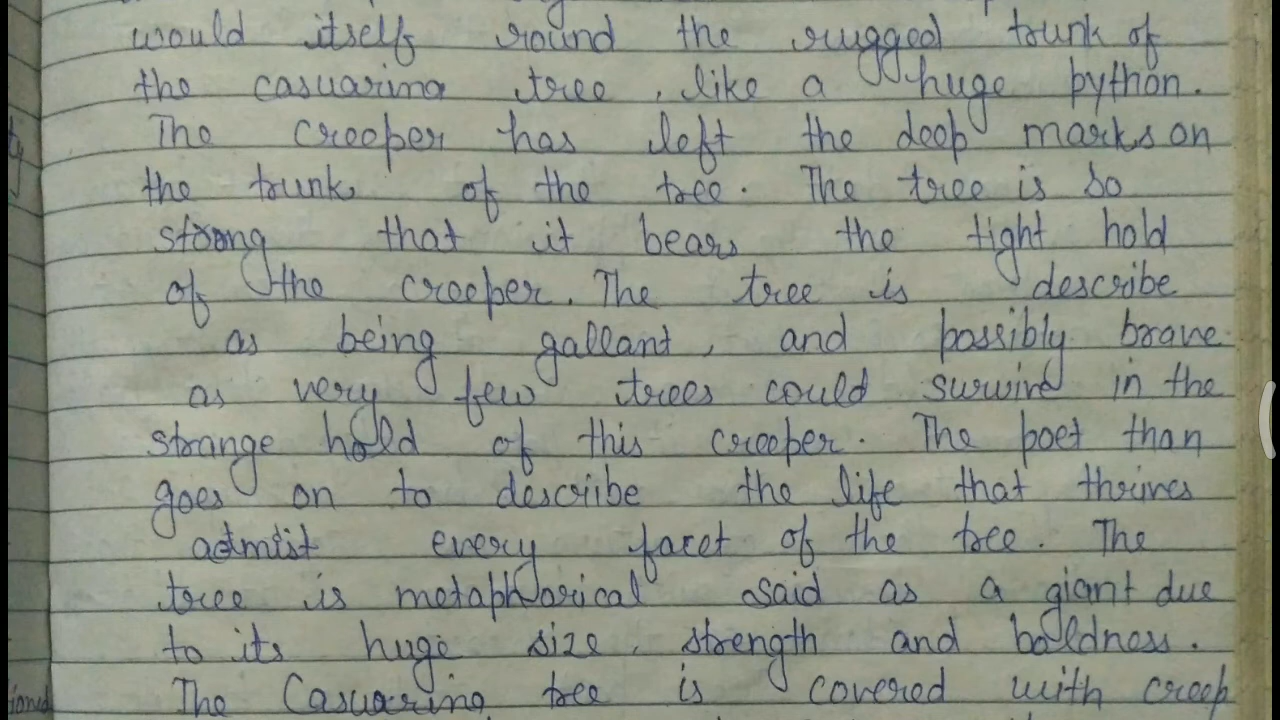 would itself round the rugged trunk of
the casuarina tree, like a huge python.
The creeper has left the deep marks on
the trunk of the tree. The tree is so
strong that it bears the tight hold
of the creeper. The tree is describe
as being gallant, and possibly brave
as very few trees could survive in the
strange hold of this creeper. The poet than
goes on to describe the life that thrives
admist every facet of the tree. The
tree is metaphorical said as a giant due
to its huge size, strength and boldness.
The Casuarina tree is covered with creep